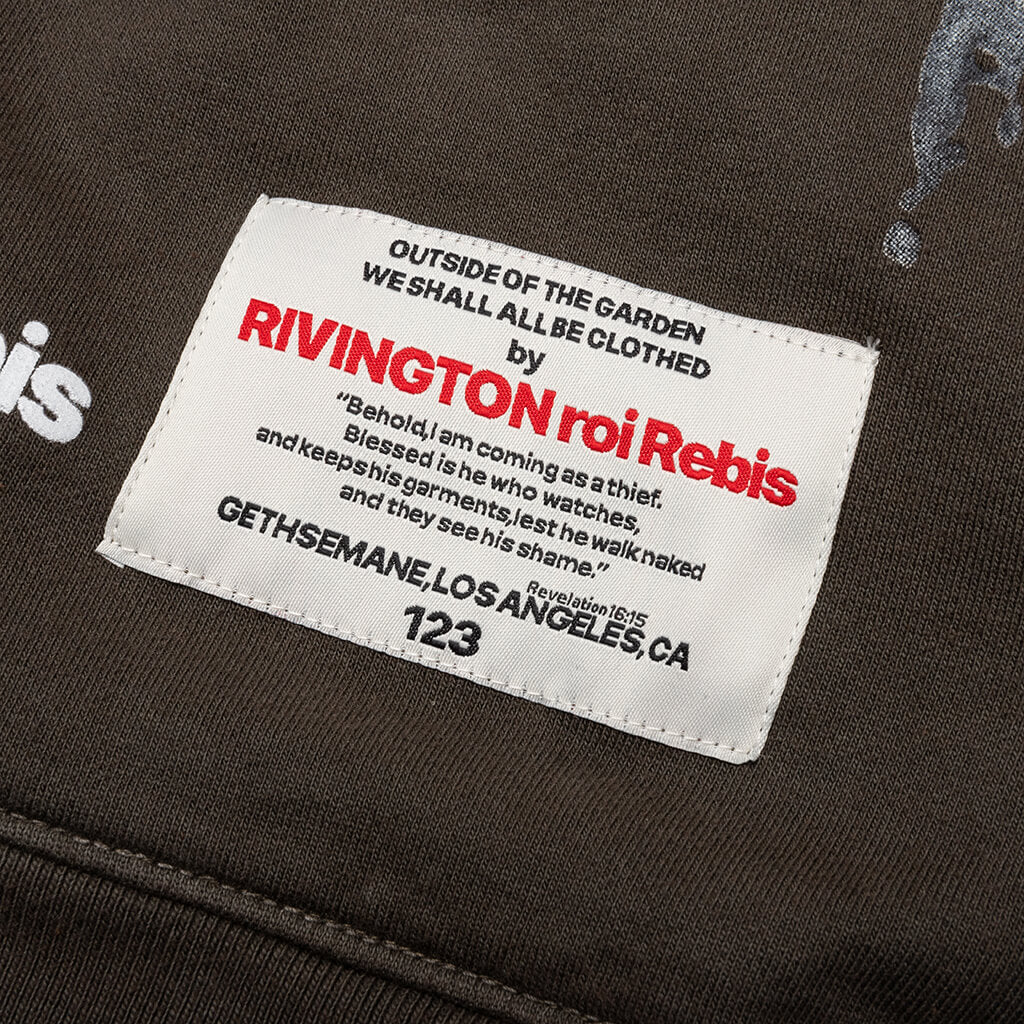 OUTSIDE OF THE GARDEN
WE SHALL ALL BE CLOTHED
by
RIVINGTON roi Rebis
"Behold, I am coming as a thief.
Blessed is he who watches,
and keeps his garments, lest he walk naked
and they see his shame."
Revelation 16:15
GETHSEMANE, LOS ANGELES, CA
123
is